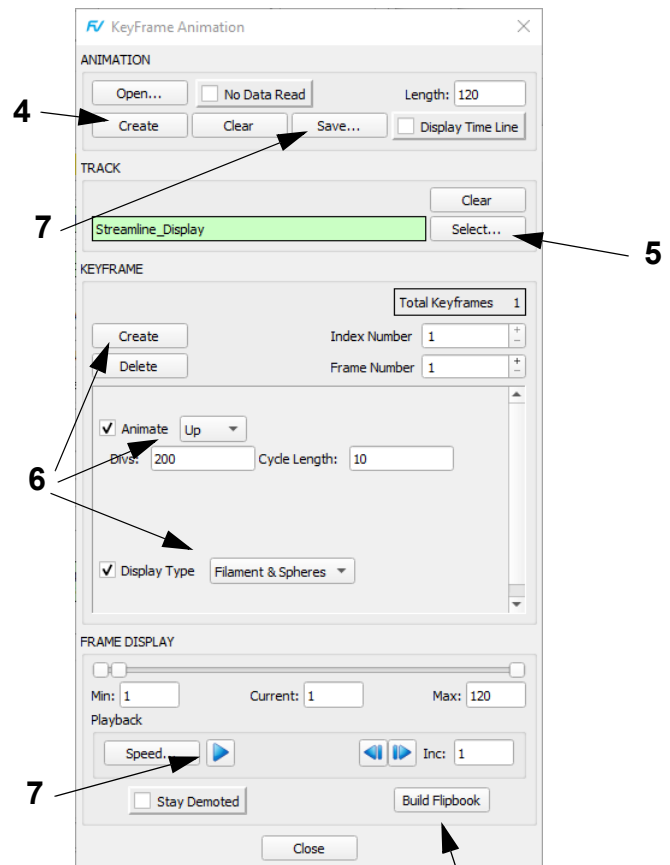 FV KeyFrame Animation
ANIMATION
Open... No Data Read Length: 120
4
Create Clear Save... Display Time Line
TRACK
Clear
7
Streamline_Display Select...
5
KEYFRAME
Total Keyframes 1
Create Index Number 1
Delete Frame Number 1
Animate Up
Divs: 200 Cycle Length: 10
6
Display Type Filament & Spheres
FRAME DISPLAY
Min: 1 Current: 1 Max: 120
Playback
Speed... Inc: 1
7
Stay Demoted Build Flipbook
Close